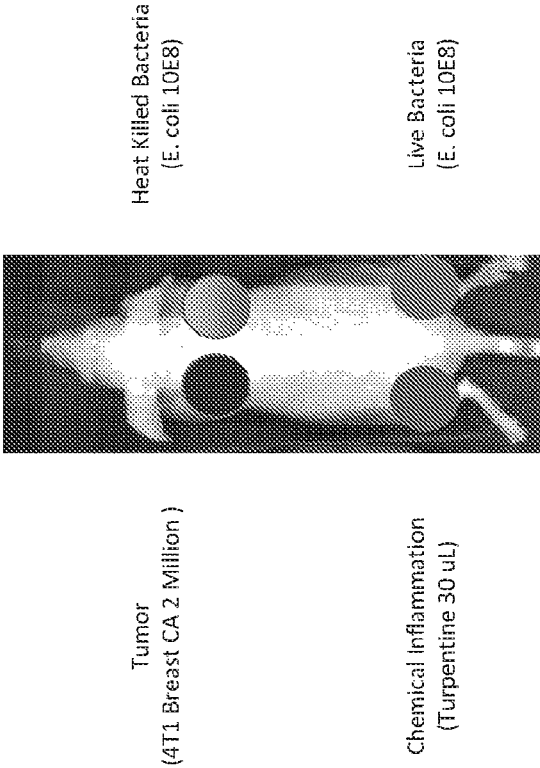 Tumor
(4T1 Breast CA 2 Million )
Heat Killed Bacteria
(E. coli 10E8)
Chemical Inflammation
(Turpentine 30 uL)
Live Bacteria
(E. coli 10E8)